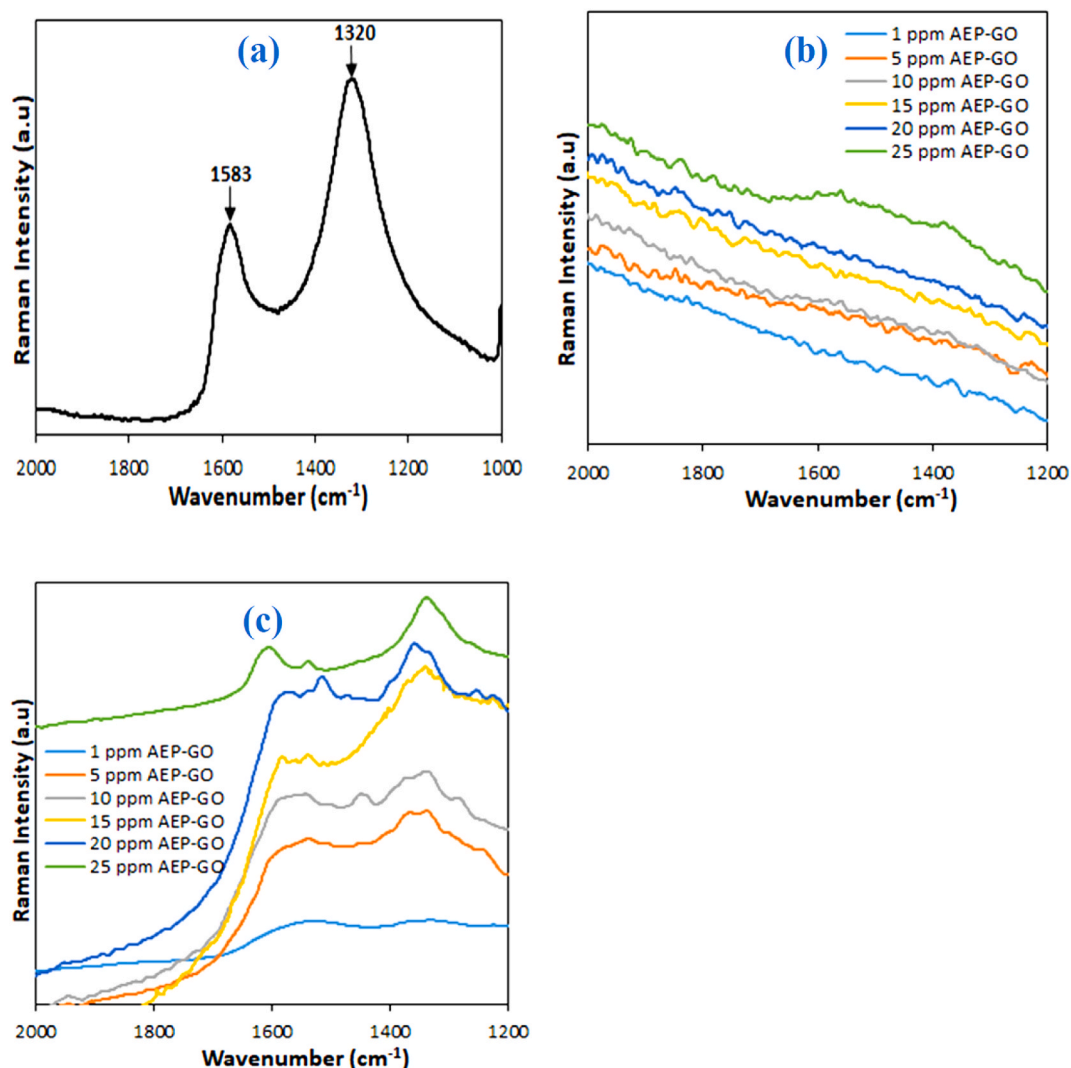 (a)
1320
1583
Raman Intensity (a.u)
2000 1800 1600 1400 1200 1000
Wavenumber (cm⁻¹)
(b)
1 ppm AEP-GO
5 ppm AEP-GO
10 ppm AEP-GO
15 ppm AEP-GO
20 ppm AEP-GO
25 ppm AEP-GO
Raman Intensity (a.u)
2000 1800 1600 1400 1200
Wavenumber (cm⁻¹)
(c)
1 ppm AEP-GO
5 ppm AEP-GO
10 ppm AEP-GO
15 ppm AEP-GO
20 ppm AEP-GO
25 ppm AEP-GO
Raman Intensity (a.u)
2000 1800 1600 1400 1200
Wavenumber (cm⁻¹)